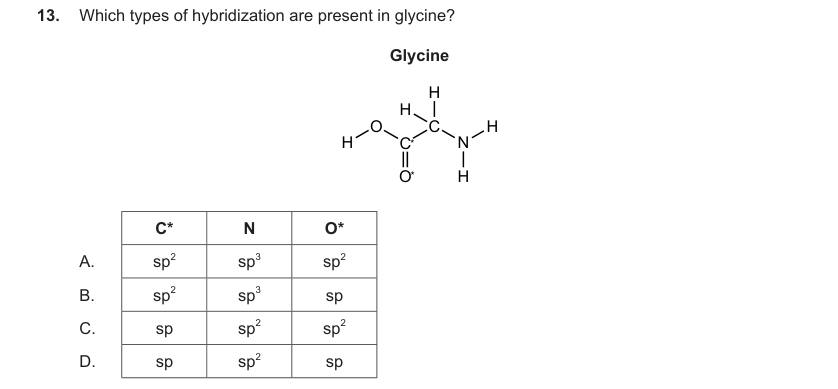 13. Which types of hybridization are present in glycine?
Glycine
H
H
O C H
H C* N
O* H
C* N O*
A. sp² sp³ sp²
B. sp² sp³ sp
C. sp sp² sp²
D. sp sp² sp